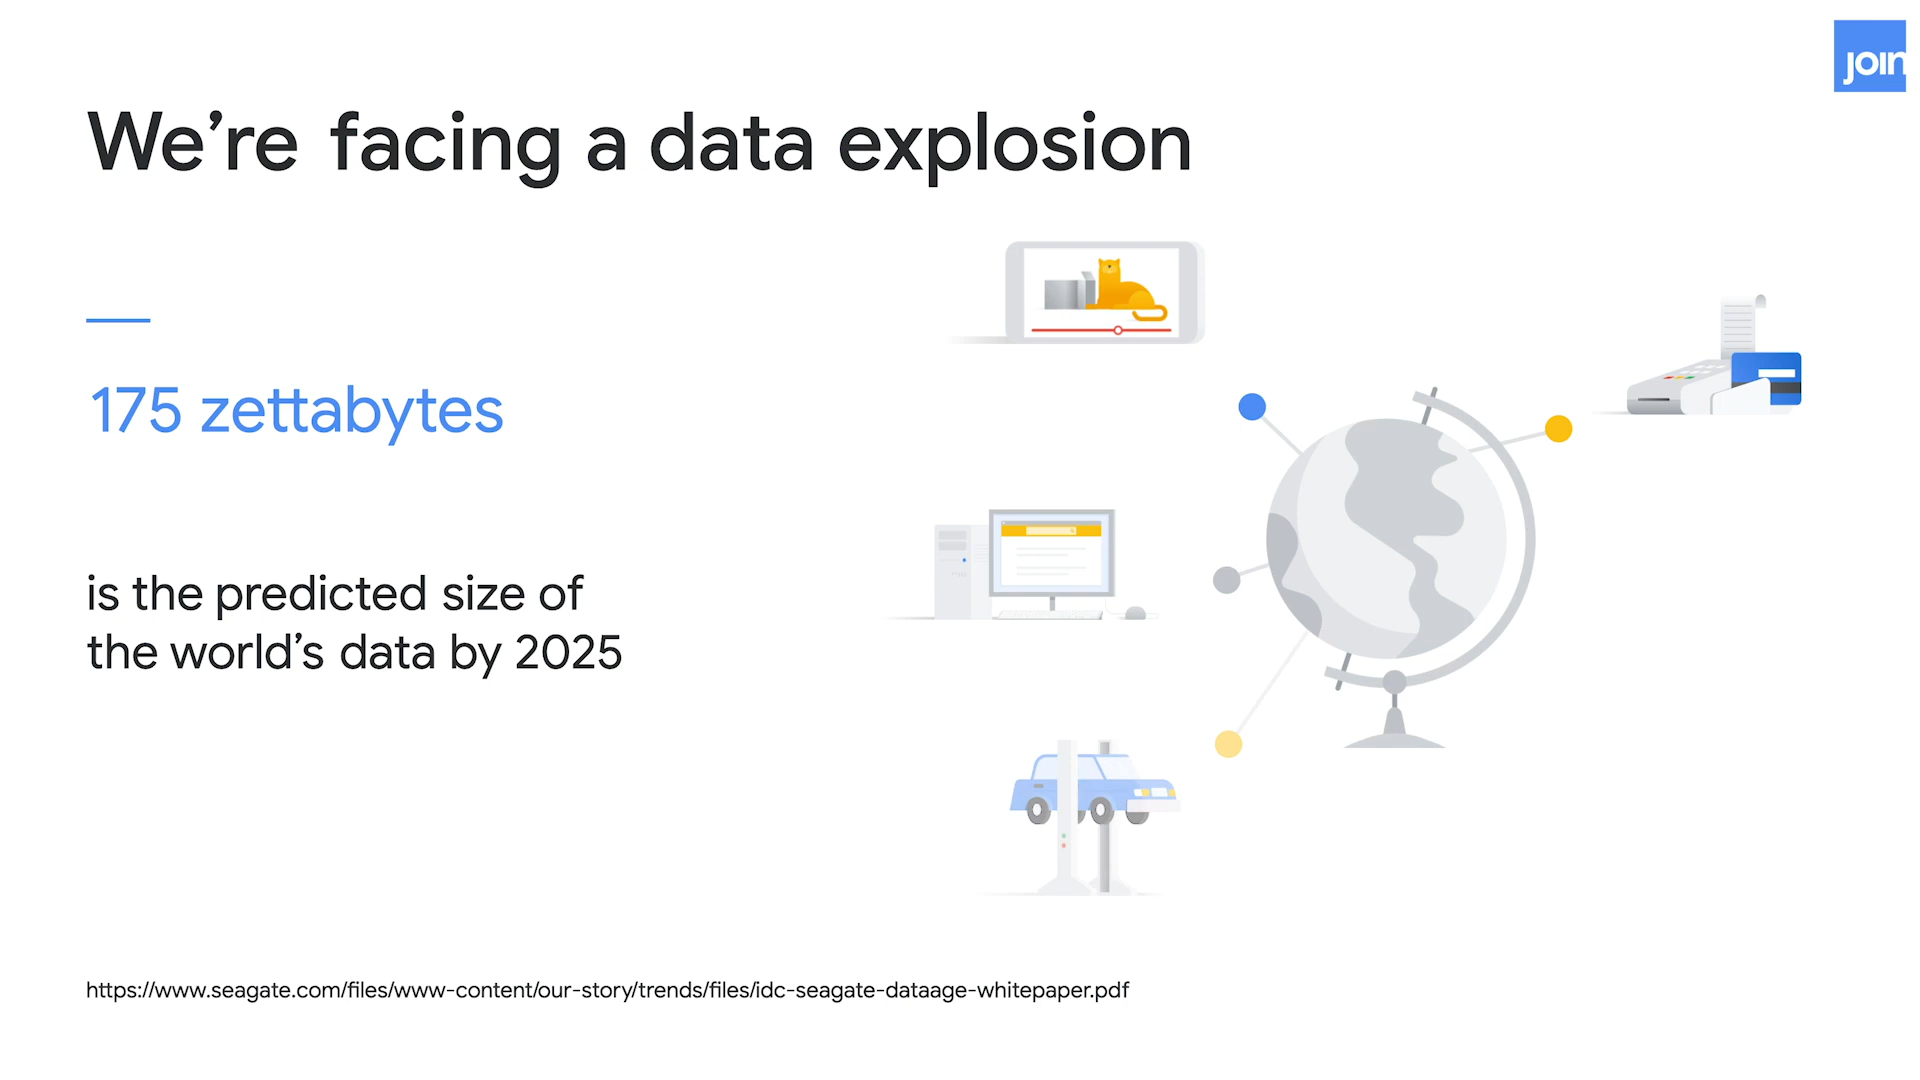 join
We’re facing a data explosion
175 zettabytes
is the predicted size of
the world’s data by 2025
https://www.seagate.com/files/www-content/our-story/trends/files/idc-seagate-dataage-whitepaper.pdf